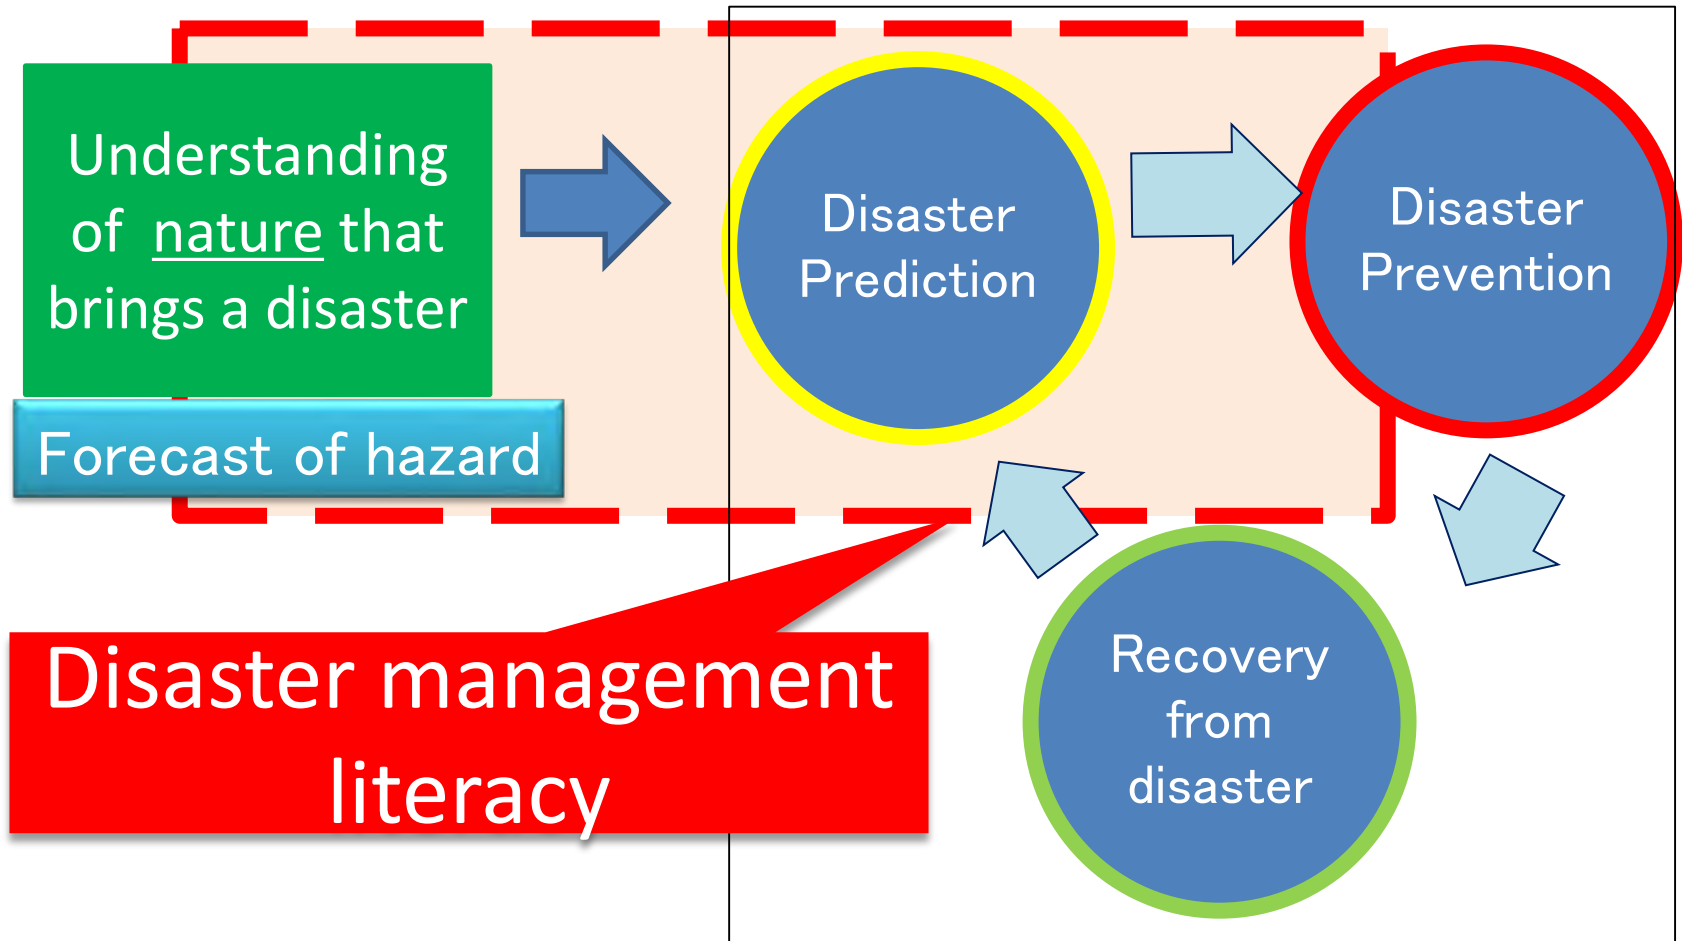 Understanding
of nature that
brings a disaster
Forecast of hazard
Disaster
Prediction
Disaster
Prevention
Recovery
from
disaster
Disaster management
literacy